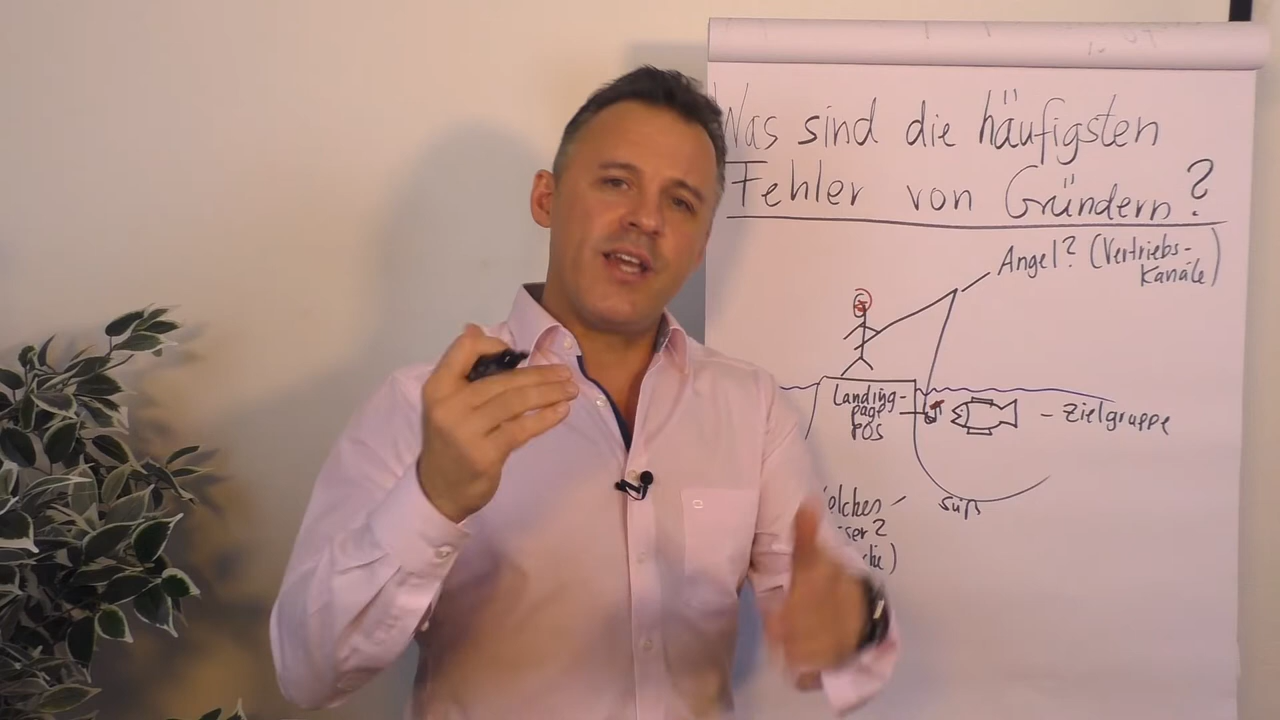 Was sind die häufigsten
Fehler von Gründern?
Angel? (Vertriebs-
Kanäle)
Landing-
page
POS
- Zielgruppe
süß